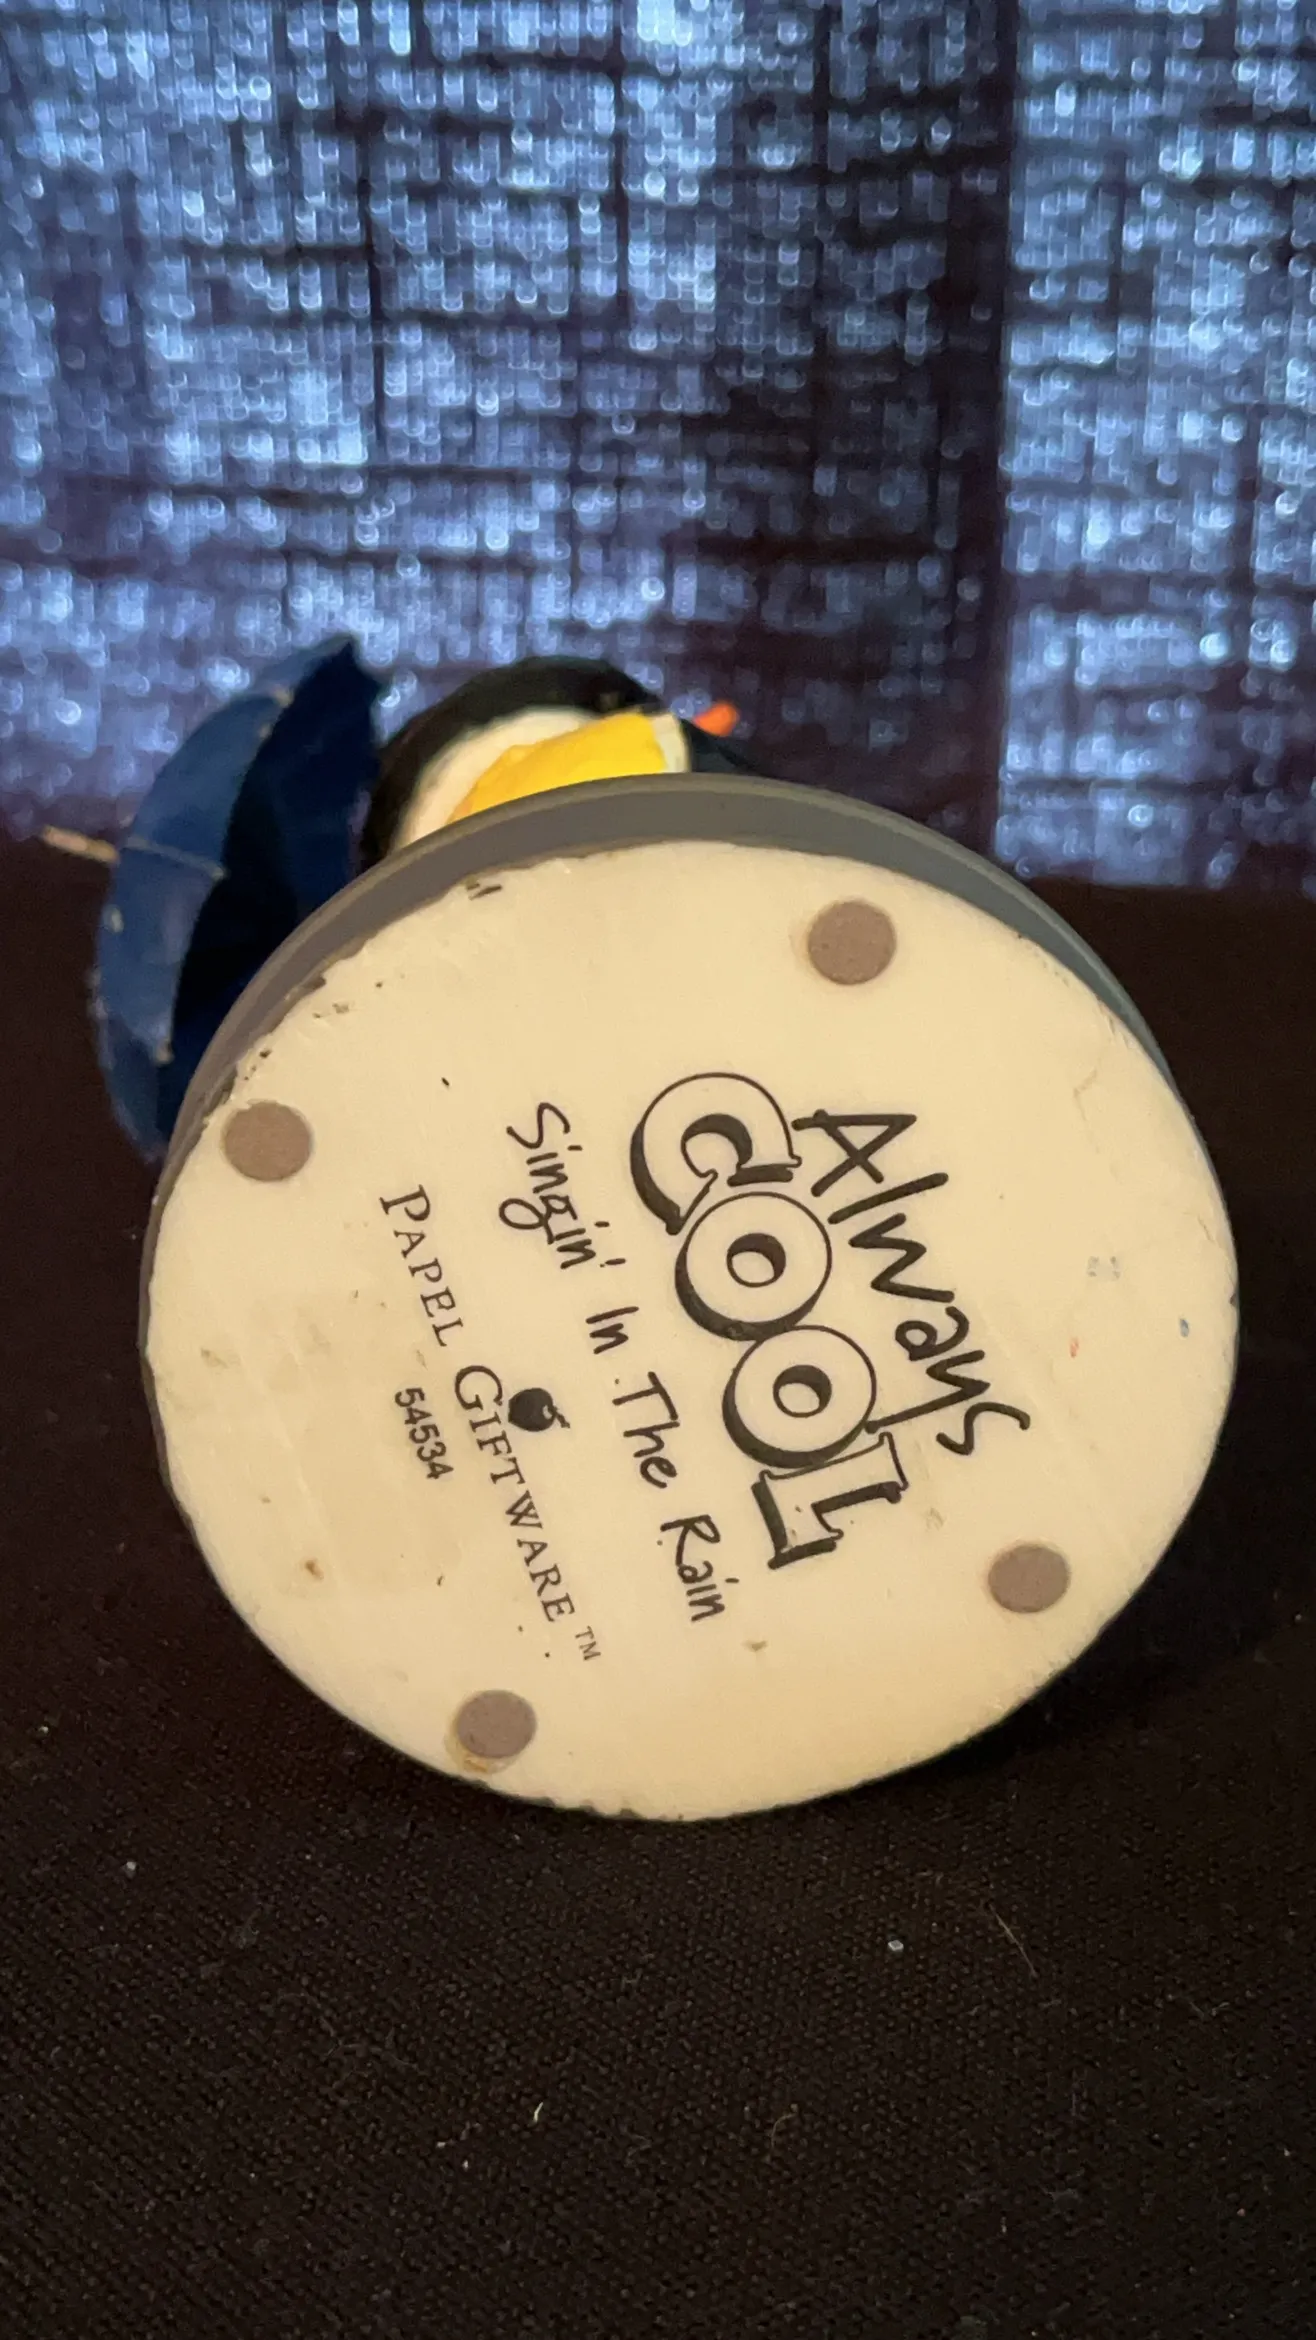 Always
COOL
Singin' In The Rain
PAPEL GIFTWARE™
54534